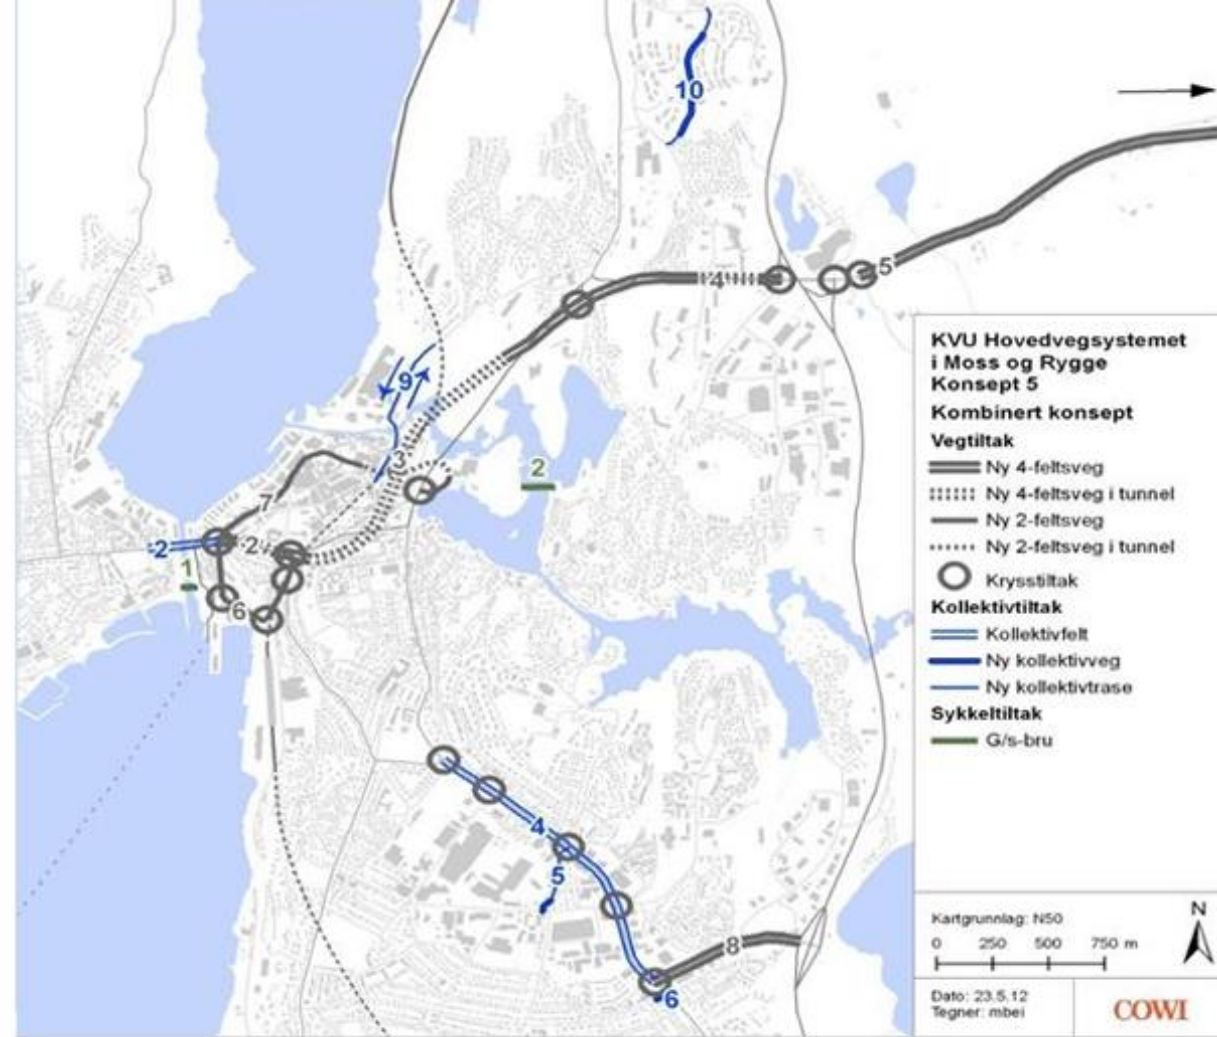 10
4
5
9
3
2
7
2
2
1
6
4
5
8
6
KVU Hovedvegsystemet
i Moss og Rygge
Konsept 5
Kombinert konsept
Vegtiltak
Ny 4-feltsveg
Ny 4-feltsveg i tunnel
Ny 2-feltsveg
Ny 2-feltsveg i tunnel
Krysstiltak
Kollektivtiltak
Kollektivfelt
Ny kollektivveg
Ny kollektivtrase
Sykkeltiltak
G/s-bru
Kartgrunnlag: N50
N
0 250 500 750 m
Dato: 23.5.12
Tegner: mbei
COWI